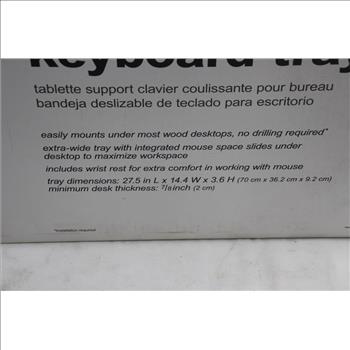 keyboard tray
tablette support clavier coulissante pour bureau
bandeja deslizable de teclado para escritorio
easily mounts under most wood desktops, no drilling required*
extra-wide tray with integrated mouse space slides under
desktop to maximize workspace
includes wrist rest for extra comfort in working with mouse
tray dimensions: 27.5 in L x 14.4 W x 3.6 H (70 cm x 36.2 cm x 9.2 cm)
minimum desk thickness: 7/8 inch (2 cm)
*Installation required